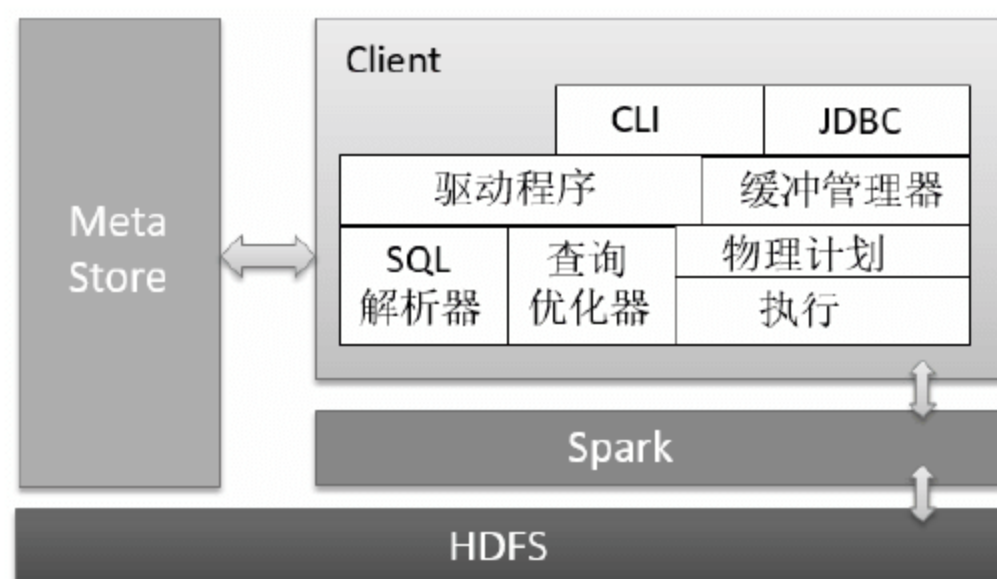 Client
CLI
JDBC
驱动程序
缓冲管理器
Meta
Store
SQL
解析器
查询
优化器
物理计划
执行
Spark
HDFS